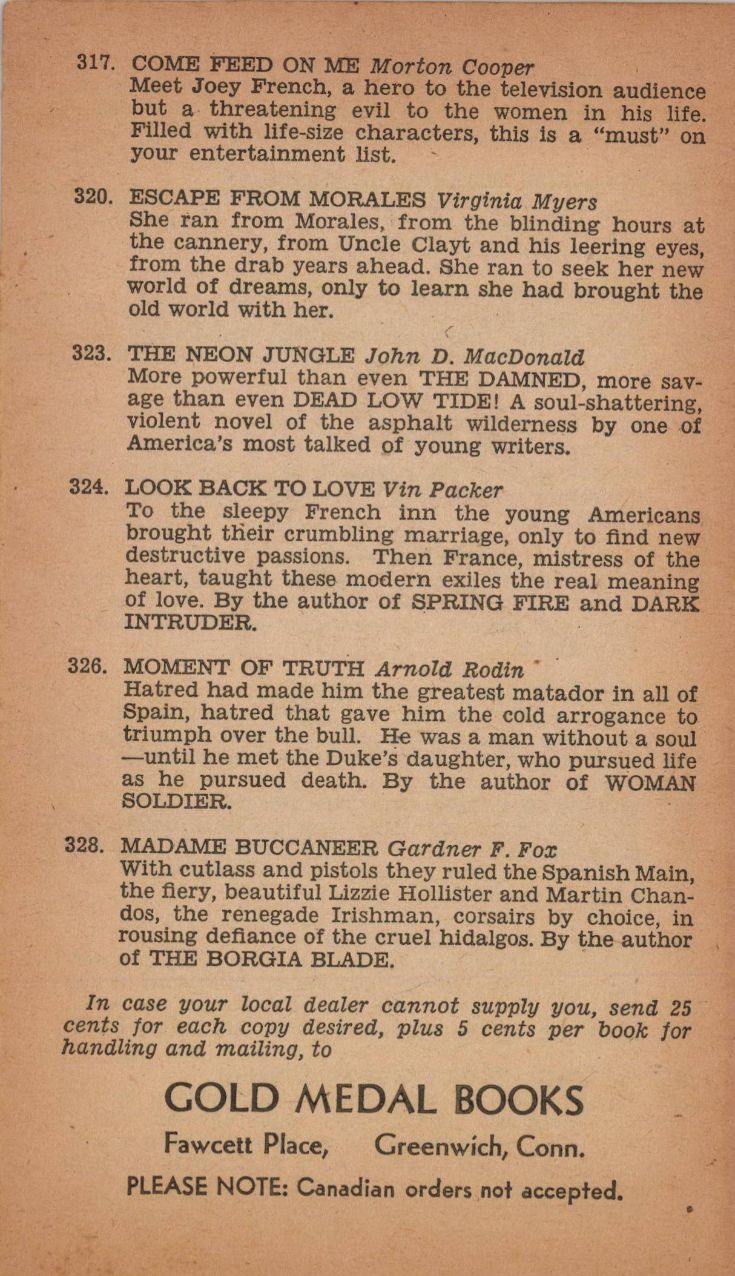 317. COME FEED ON ME Morton Cooper
Meet Joey French, a hero to the television audience
but a threatening evil to the women in his life.
Filled with life-size characters, this is a "must" on
your entertainment list.
320. ESCAPE FROM MORALES Virginia Myers
She ran from Morales, from the blinding hours at
the cannery, from Uncle Clayt and his leering eyes,
from the drab years ahead. She ran to seek her new
world of dreams, only to learn she had brought the
old world with her.
323. THE NEON JUNGLE John D. MacDonald
More powerful than even THE DAMNED, more sav-
age than even DEAD LOW TIDE! A soul-shattering,
violent novel of the asphalt wilderness by one of
America's most talked of young writers.
324. LOOK BACK TO LOVE Vin Packer
To the sleepy French inn the young Americans
brought their crumbling marriage, only to find new
destructive passions. Then France, mistress of the
heart, taught these modern exiles the real meaning
of love. By the author of SPRING FIRE and DARK
INTRUDER.
326. MOMENT OF TRUTH Arnold Rodin
Hatred had made him the greatest matador in all of
Spain, hatred that gave him the cold arrogance to
triumph over the bull. He was a man without a soul
—until he met the Duke's daughter, who pursued life
as he pursued death. By the author of WOMAN
SOLDIER.
328. MADAME BUCCANEER Gardner F. Fox
With cutlass and pistols they ruled the Spanish Main,
the fiery, beautiful Lizzie Hollister and Martin Chan-
dos, the renegade Irishman, corsairs by choice, in
rousing defiance of the cruel hidalgos. By the author
of THE BORGIA BLADE.
In case your local dealer cannot supply you, send 25
cents for each copy desired, plus 5 cents per book for
handling and mailing, to
GOLD MEDAL BOOKS
Fawcett Place, Greenwich, Conn.
PLEASE NOTE: Canadian orders not accepted.